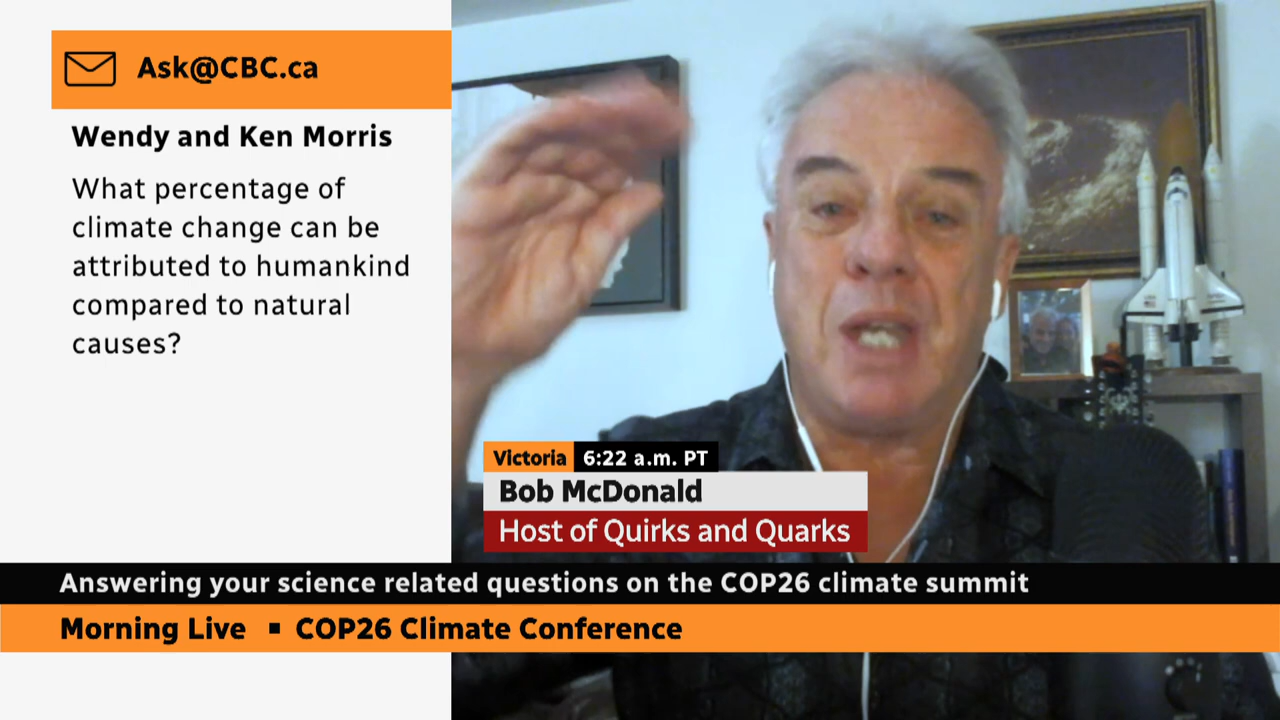 Ask@CBC.ca
Wendy and Ken Morris
What percentage of
climate change can be
attributed to humankind
compared to natural
causes?
Victoria 6:22 a.m. PT
Bob McDonald
Host of Quirks and Quarks
Answering your science related questions on the COP26 climate summit
Morning Live ▪ COP26 Climate Conference